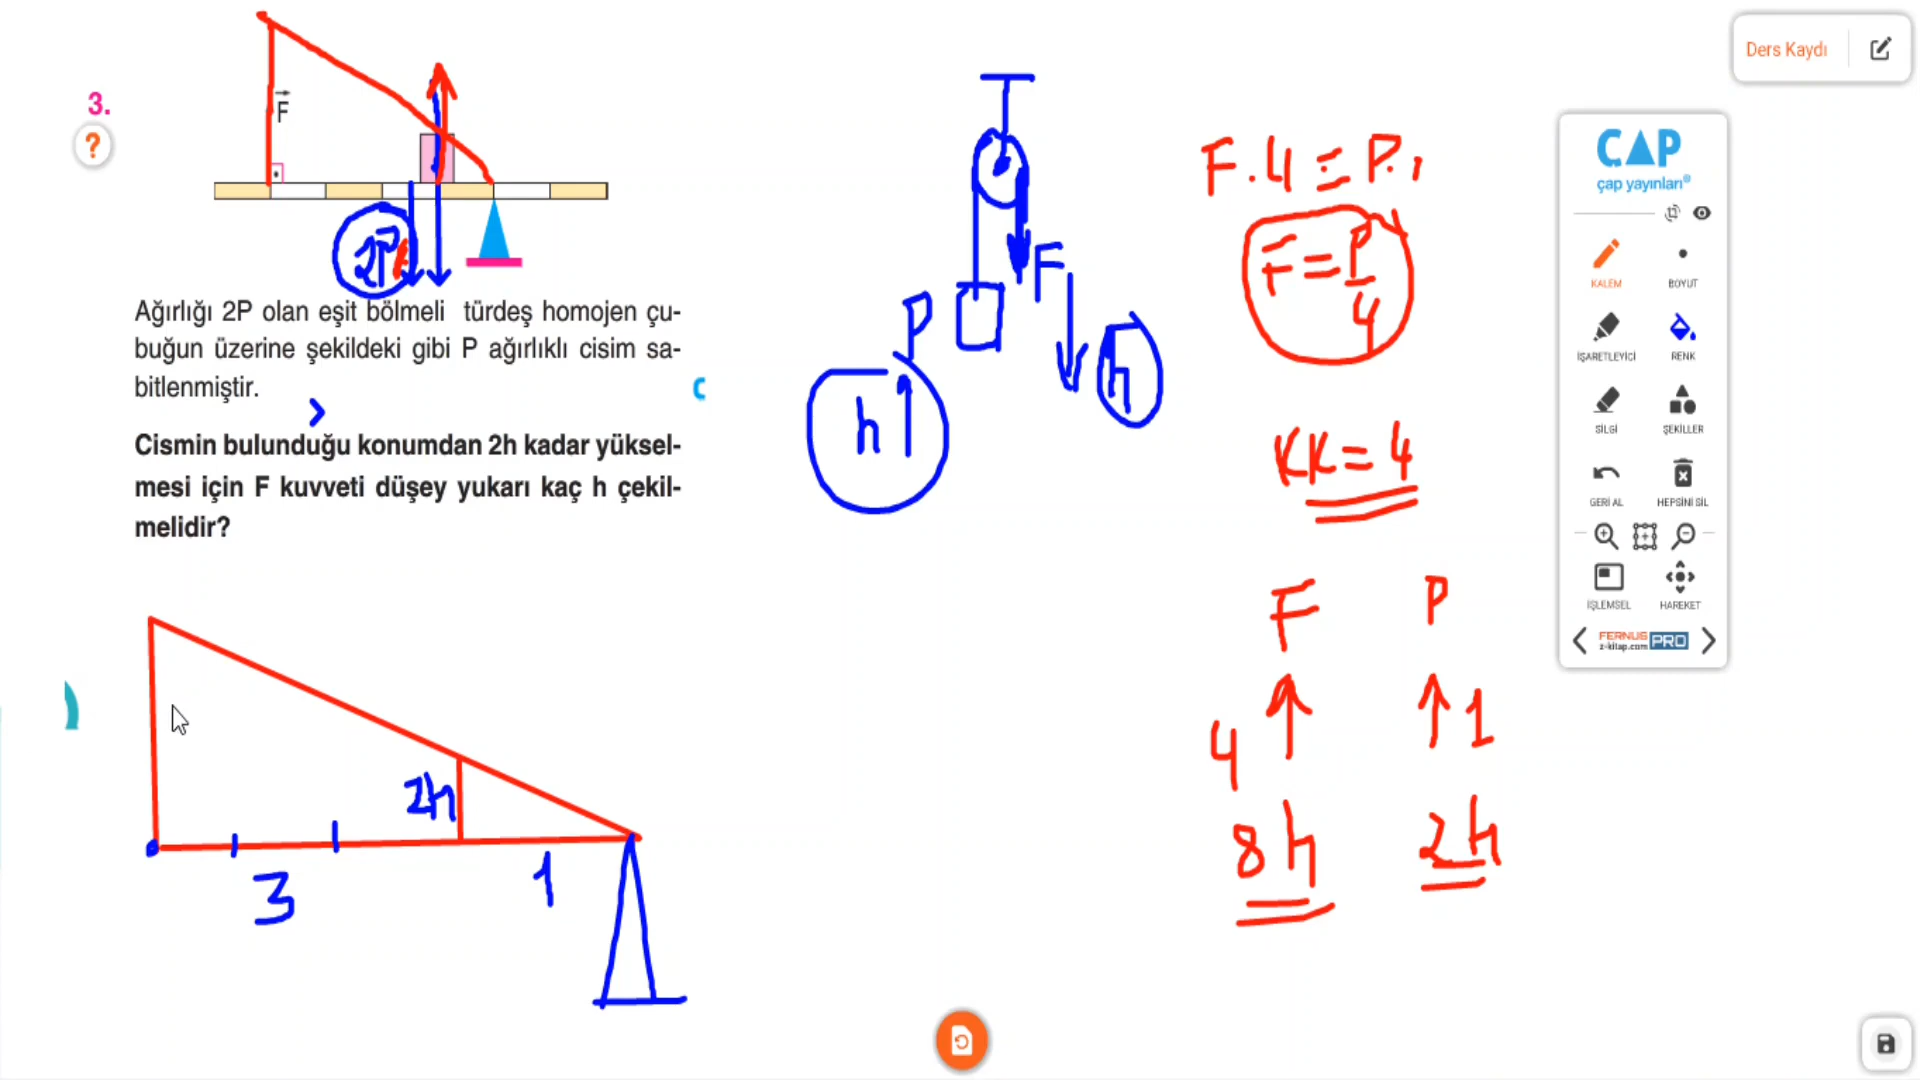 3.
?
F
2P
Ağırlığı 2P olan eşit bölmeli türdeş homojen çu-
buğun üzerine şekildeki gibi P ağırlıklı cisim sa-
bitlenmiştir.
Cismin bulunduğu konumdan 2h kadar yüksel-
mesi için F kuvveti düşey yukarı kaç h çekil-
melidir?
2h
3
1
F
P
h
h
F.4 = P.1
F = P/4
KK = 4
F P
4 1
8h 2h
Ders Kaydı
ÇAP
çap yayınları®
KALEM
BOYUT
İŞARETLEYİCİ
RENK
SİLGİ
ŞEKİLLER
GERİ AL
HEPSİNİ SİL
İŞLEMSEL
HAREKET
FERNUS
z-kitap.com PRO